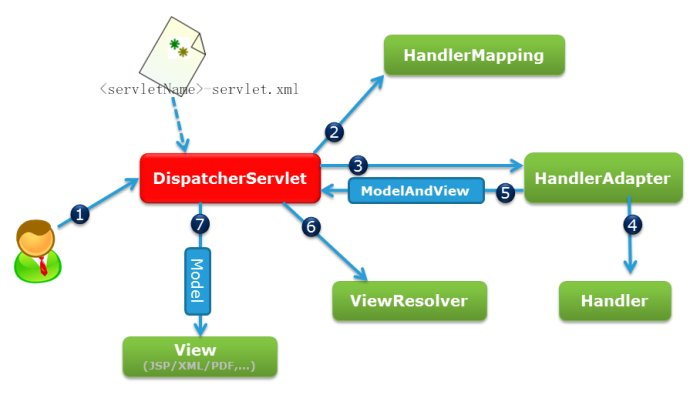 <servletName>-servlet.xml
HandlerMapping
2
3
DispatcherServlet
ModelAndView
5
HandlerAdapter
1
7
6
4
Model
ViewResolver
Handler
View
(JSP/XML/PDF,...)